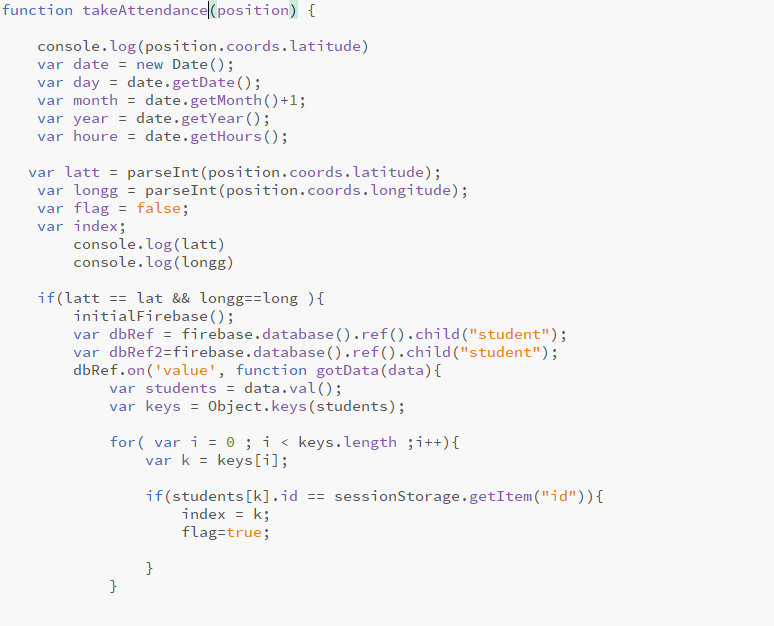 function takeAttendance(position) {
console.log(position.coords.latitude)
var date = new Date();
var day = date.getDate();
var month = date.getMonth()+1;
var year = date.getYear();
var houre = date.getHours();
var latt = parseInt(position.coords.latitude);
var longg = parseInt(position.coords.longitude);
var flag = false;
var index;
console.log(latt)
console.log(longg)
if(latt == lat && longg==long ){
initialFirebase();
var dbRef = firebase.database().ref().child("student");
var dbRef2=firebase.database().ref().child("student");
dbRef.on('value', function gotData(data){
var students = data.val();
var keys = Object.keys(students);
for( var i = 0 ; i < keys.length ;i++){
var k = keys[i];
if(students[k].id == sessionStorage.getItem("id")){
index = k;
flag=true;
}
}